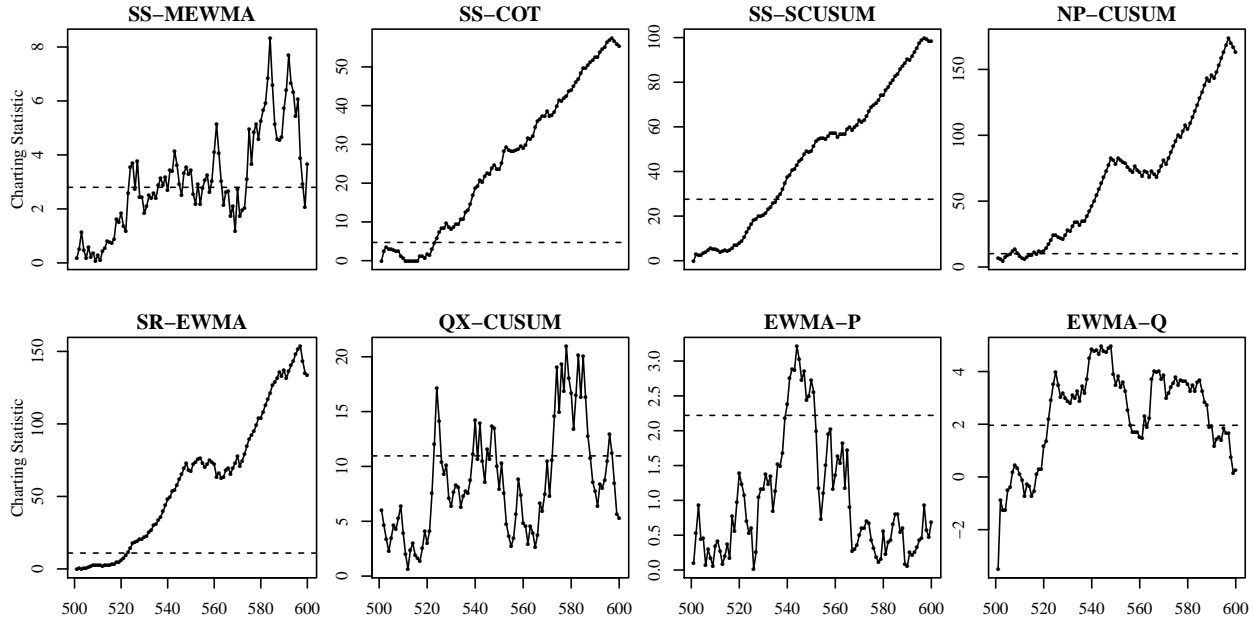 SS−MEWMA SS−COT SS−SCUSUM NP−CUSUM
Charting Statistic
0 2 4 6 8
0 10 20 30 40 50
0 20 40 60 80 100
0 50 100 150
SR−EWMA QX−CUSUM EWMA−P EWMA−Q
Charting Statistic
0 50 100 150
0 5 10 15 20
0.0 0.5 1.0 1.5 2.0 2.5 3.0
−2 0 2 4
500 520 540 560 580 600
500 520 540 560 580 600
500 520 540 560 580 600
500 520 540 560 580 600